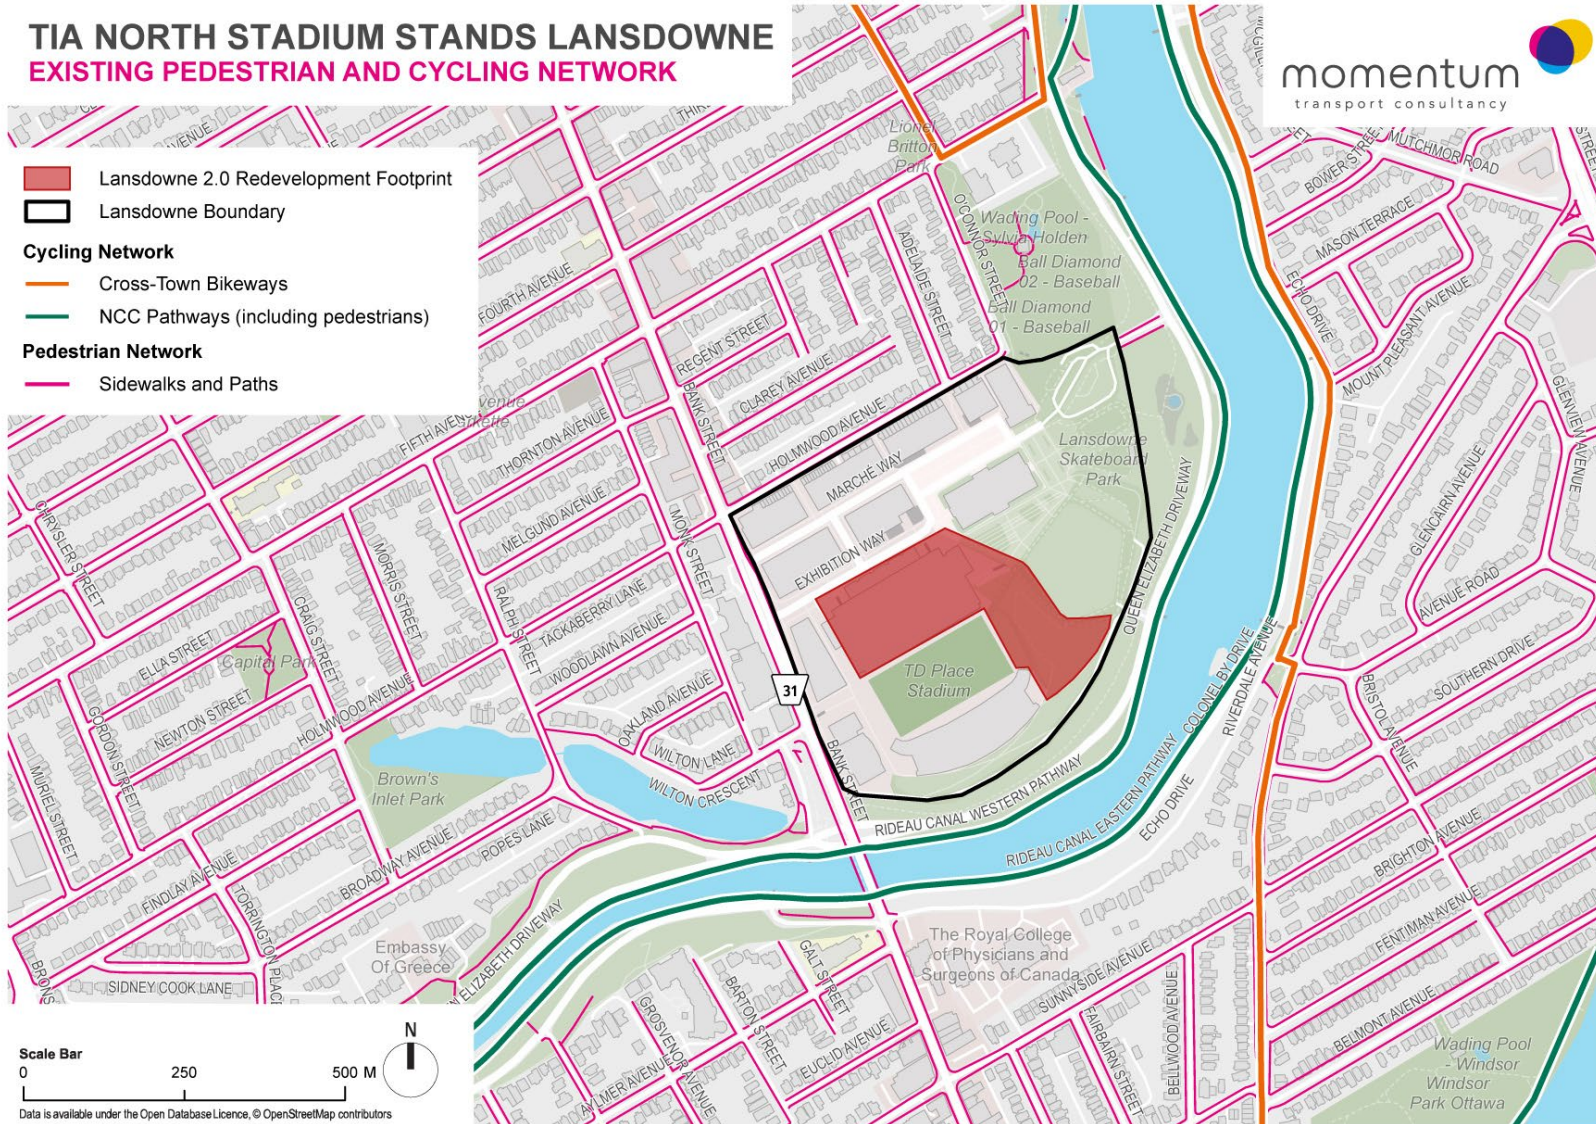 TIA NORTH STADIUM STANDS LANSDOWNE
EXISTING PEDESTRIAN AND CYCLING NETWORK
momentum
transport consultancy
Lansdowne 2.0 Redevelopment Footprint
Lansdowne Boundary
Cycling Network
Cross-Town Bikeways
NCC Pathways (including pedestrians)
Pedestrian Network
Sidewalks and Paths
AVENUE
Lionel
Britton
Park
MUTCHMOR ROAD
BOWER STREET
MASON TERRACE
ECHO DRIVE
MOUNT PLEASANT AVENUE
GLENVIEW AVENUE
GLENCAIRN AVENUE
AVENUE ROAD
SOUTHERN DRIVE
BRISTOL AVENUE
O'CONNOR STREET
Wading Pool -
Sylvia Holden
Ball Diamond
02 - Baseball
Ball Diamond
01 - Baseball
ADELAIDE STREET
FOURTH AVENUE
REGENT STREET
CLAREY AVENUE
BANK STREET
HOLMWOOD AVENUE
FIFTH AVENUE
THORNTON AVENUE
MELGUND AVENUE
MARCHÉ WAY
EXHIBITION WAY
Lansdowne
Skateboard
Park
QUEEN ELIZABETH DRIVEWAY
MONK STREET
CHRYSLER STREET
MORRIS STREET
CRAIG STREET
RALPH STREET
TACKABERRY LANE
WOODLAWN AVENUE
ELLA STREET
Capital Park
NEWTON STREET
GORDON STREET
HOLMWOOD AVENUE
MURIEL STREET
OAKLAND AVENUE
WILTON LANE
WILTON CRESCENT
TD Place
Stadium
31
BANK STREET
Brown's
Inlet Park
RIDEAU CANAL WESTERN PATHWAY
RIDEAU CANAL EASTERN PATHWAY
COLONEL BY DRIVE
RIVERDALE AVENUE
ECHO DRIVE
FINDLAY AVENUE
BROADWAY AVENUE
POPES LANE
TORRINGTON PLACE
SIDNEY COOK LANE
Embassy
Of Greece
ELIZABETH DRIVEWAY
The Royal College
of Physicians and
Surgeons of Canada
GALT STREET
BARTON STREET
GROSVENOR AVENUE
AYLMER AVENUE
EUCLID AVENUE
SUNNYSIDE AVENUE
FAIRBAIRN STREET
BELLWOOD AVENUE
BRIGHTON AVENUE
FENTIMAN AVENUE
BELMONT AVENUE
Wading Pool
- Windsor
Windsor
Park Ottawa
Scale Bar
0 250 500 M
N
Data is available under the Open Database Licence, © OpenStreetMap contributors